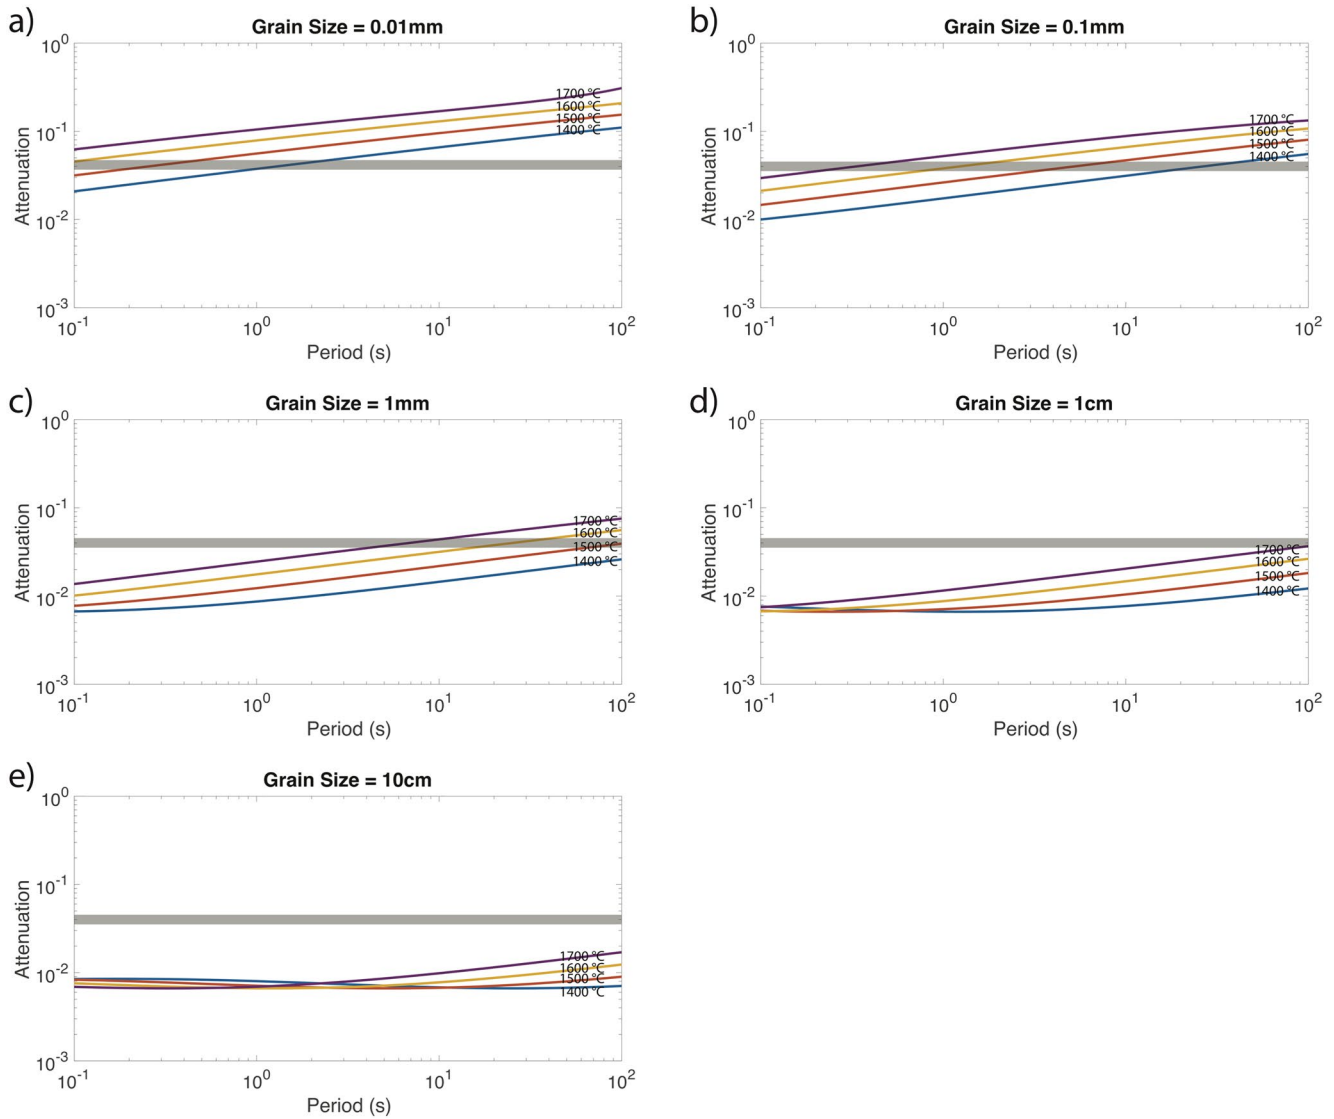 a)
Grain Size = 0.01mm
10^0
10^-1
10^-2
10^-3
Attenuation
1700 °C
1600 °C
1500 °C
1400 °C
10^-1
10^0
10^1
10^2
Period (s)
b)
Grain Size = 0.1mm
10^0
10^-1
10^-2
10^-3
Attenuation
1700 °C
1600 °C
1500 °C
1400 °C
10^-1
10^0
10^1
10^2
Period (s)
c)
Grain Size = 1mm
10^0
10^-1
10^-2
10^-3
Attenuation
1700 °C
1600 °C
1500 °C
1400 °C
10^-1
10^0
10^1
10^2
Period (s)
d)
Grain Size = 1cm
10^0
10^-1
10^-2
10^-3
Attenuation
1700 °C
1600 °C
1500 °C
1400 °C
10^-1
10^0
10^1
10^2
Period (s)
e)
Grain Size = 10cm
10^0
10^-1
10^-2
10^-3
Attenuation
1700 °C
1600 °C
1500 °C
1400 °C
10^-1
10^0
10^1
10^2
Period (s)